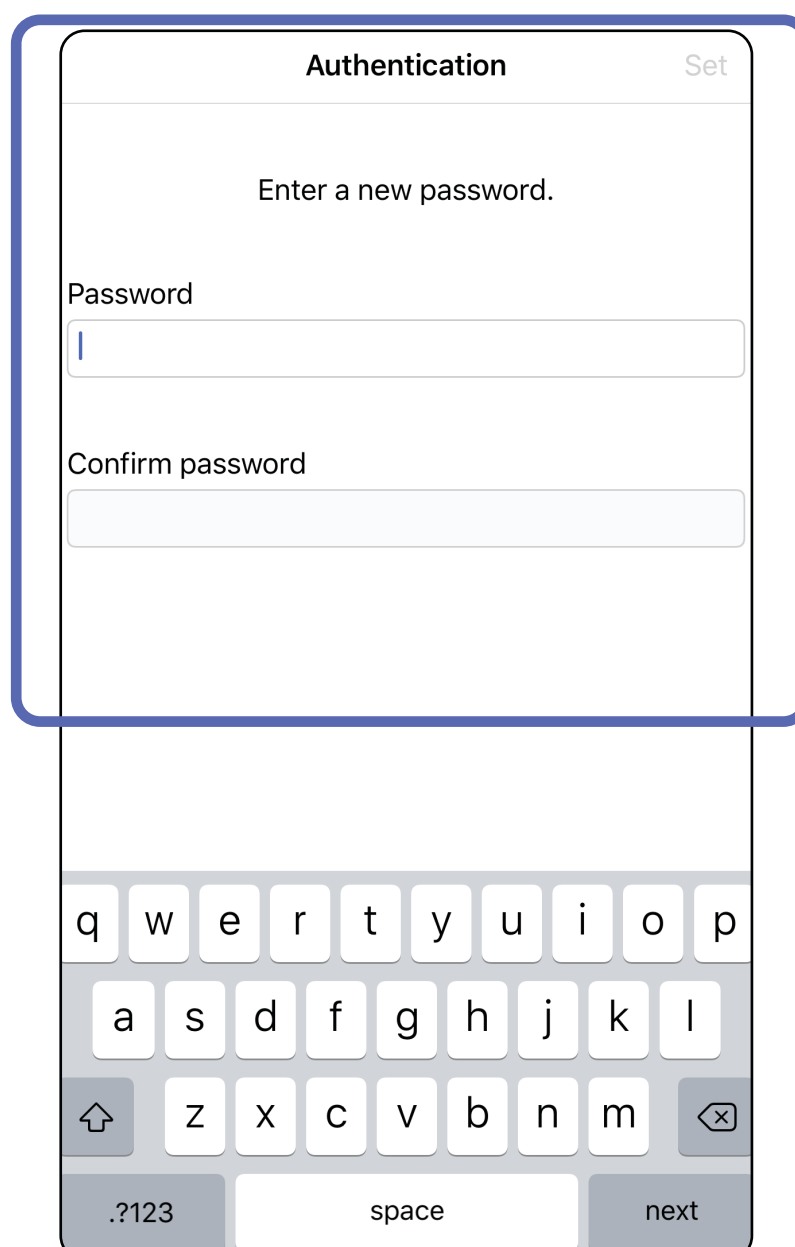 Authentication Set
Enter a new password.
Password
Confirm password
q w e r t y u i o p
a s d f g h j k l
z x c v b n m
.?123 space next